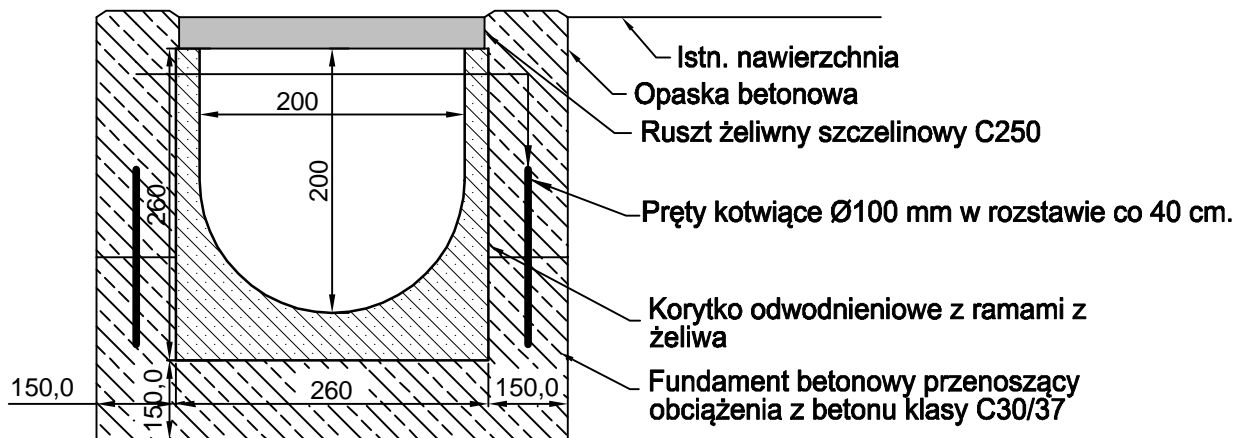 Istn. nawierzchnia
Opaska betonowa
Ruszt żeliwny szczelinowy C250
200
200
260
Pręty kotwiące Ø100 mm w rozstawie co 40 cm.
Korytko odwodnieniowe z ramami z
żeliwa
150,0
150,0
260
150,0
Fundament betonowy przenoszący
obciążenia z betonu klasy C30/37